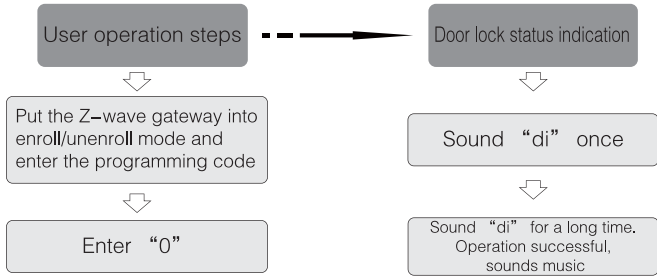 User operation steps
Door lock status indication
Put the Z-wave gateway into
enroll/unenroll mode and
enter the programming code
Sound “di” once
Enter “0”
Sound “di” for a long time.
Operation successful,
sounds music